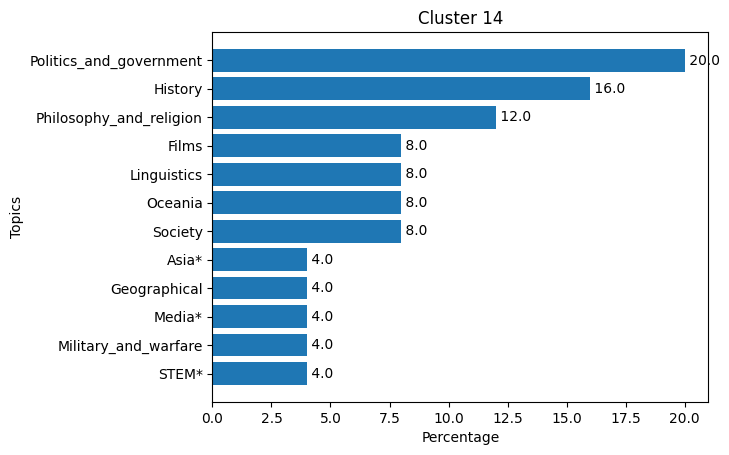 Cluster 14
Topics
Politics_and_government 20.0
History 16.0
Philosophy_and_religion 12.0
Films 8.0
Linguistics 8.0
Oceania 8.0
Society 8.0
Asia* 4.0
Geographical 4.0
Media* 4.0
Military_and_warfare 4.0
STEM* 4.0
0.0 2.5 5.0 7.5 10.0 12.5 15.0 17.5 20.0
Percentage